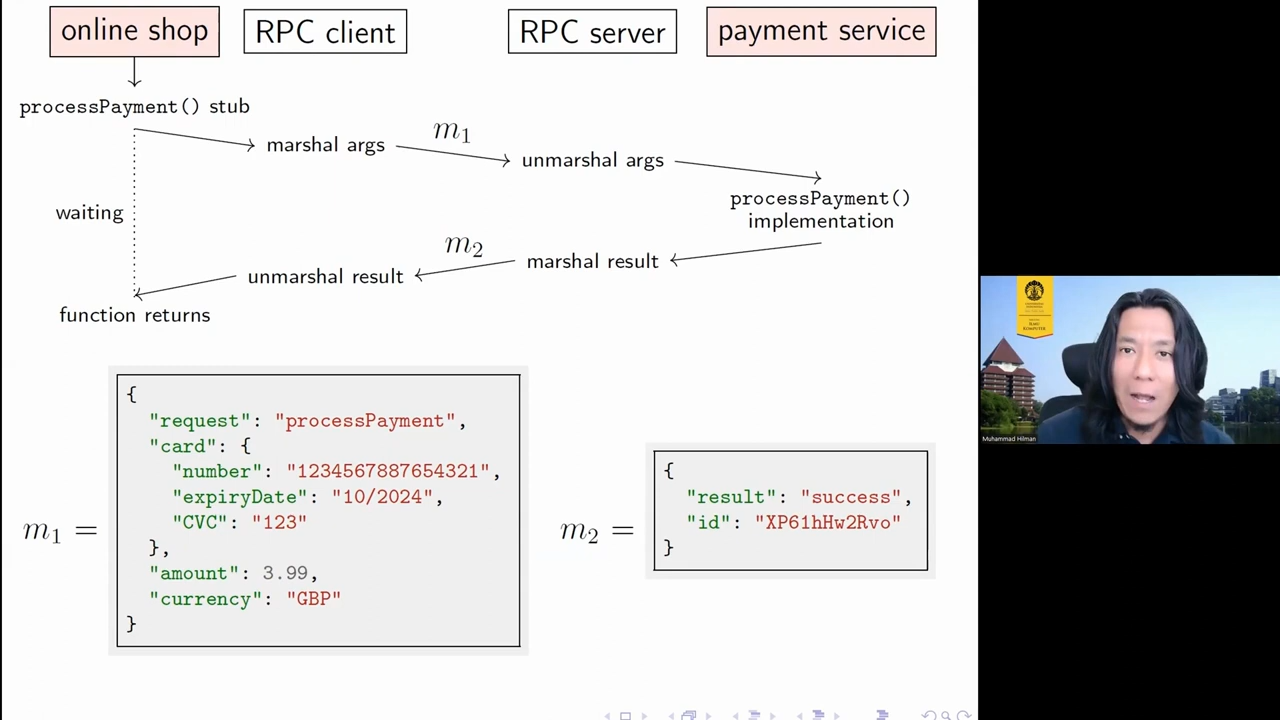 online shop
RPC client
RPC server
payment service
processPayment() stub
marshal args
m1
unmarshal args
processPayment()
implementation
waiting
m2
marshal result
unmarshal result
function returns
m1 =
{
"request": "processPayment",
"card": {
"number": "1234567887654321",
"expiryDate": "10/2024",
"CVC": "123"
},
"amount": 3.99,
"currency": "GBP"
}
m2 =
{
"result": "success",
"id": "XP61hHw2Rvo"
}
ILMU
KOMPUTER
Muhammad Hilman